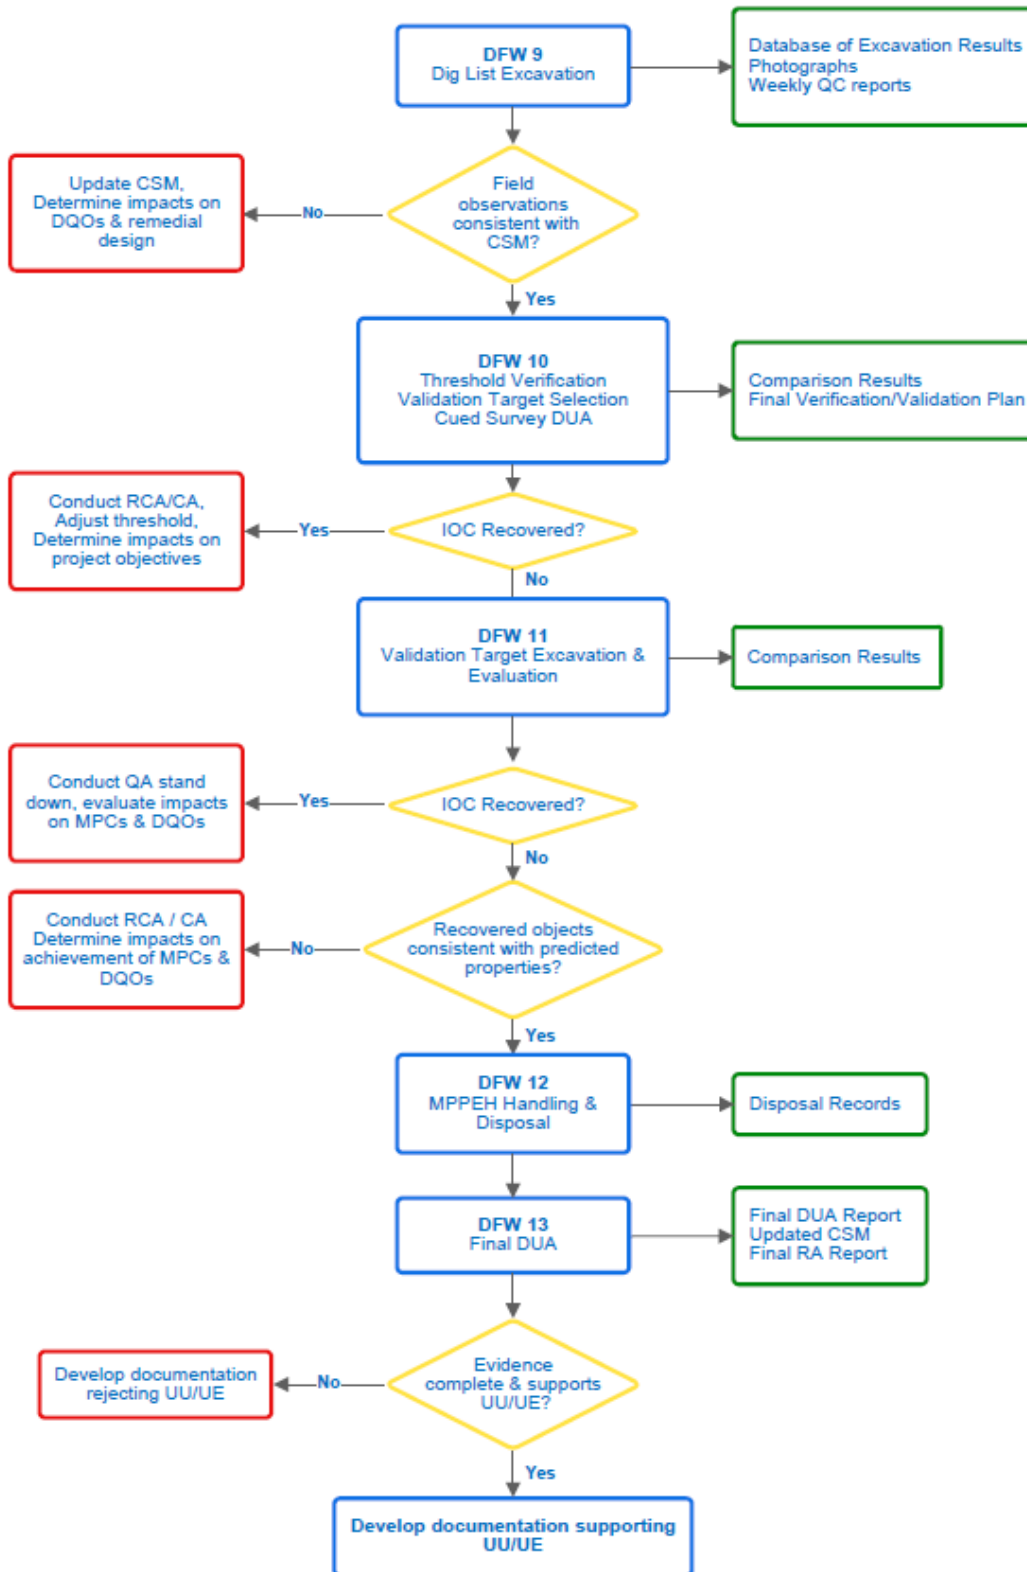 DFW 9
Dig List Excavation
Database of Excavation Results
Photographs
Weekly QC reports
Field
observations
consistent with
CSM?
No
Update CSM,
Determine impacts on
DQOs & remedial
design
Yes
DFW 10
Threshold Verification
Validation Target Selection
Cued Survey DUA
Comparison Results
Final Verification/Validation Plan
IOC Recovered?
Yes
Conduct RCA/CA,
Adjust threshold,
Determine impacts on
project objectives
No
DFW 11
Validation Target Excavation &
Evaluation
Comparison Results
IOC Recovered?
Yes
Conduct QA stand
down, evaluate impacts
on MPCs & DQOs
No
Recovered objects
consistent with predicted
properties?
No
Conduct RCA / CA
Determine impacts on
achievement of MPCs &
DQOs
Yes
DFW 12
MPPEH Handling &
Disposal
Disposal Records
DFW 13
Final DUA
Final DUA Report
Updated CSM
Final RA Report
Evidence
complete & supports
UU/UE?
No
Develop documentation
rejecting UU/UE
Yes
Develop documentation supporting
UU/UE